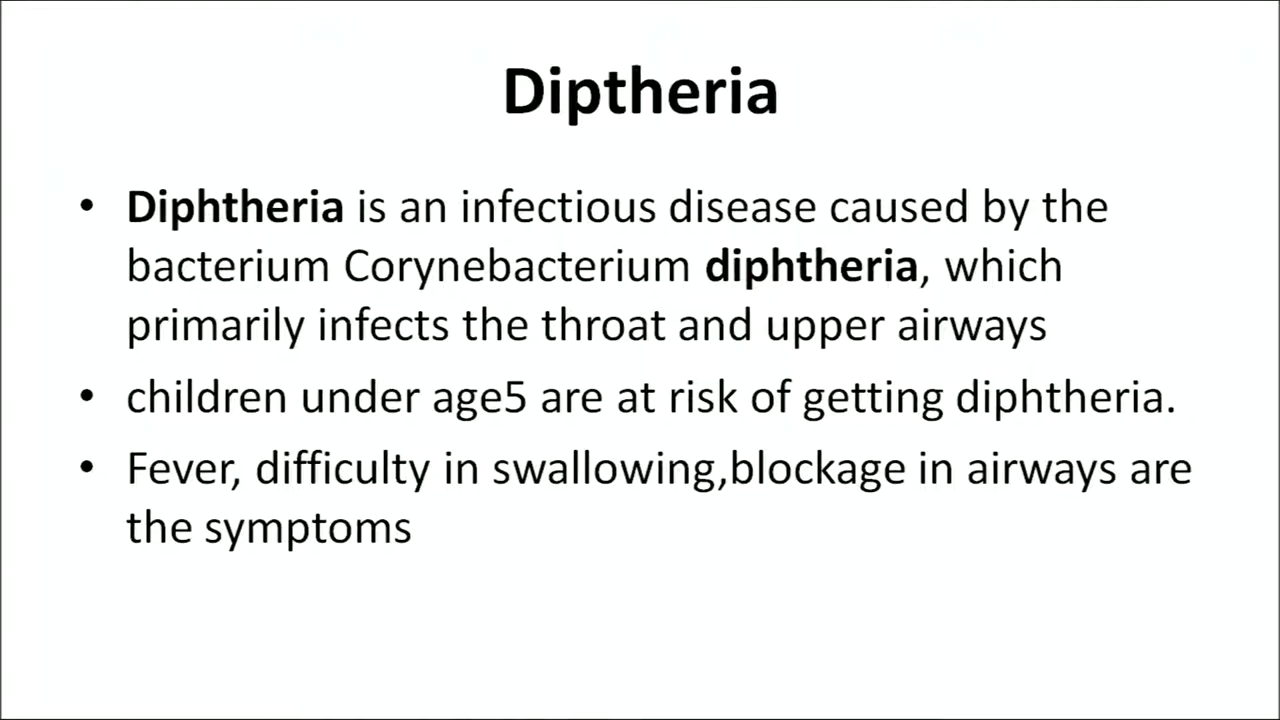 Diptheria
• Diphtheria is an infectious disease caused by the
bacterium Corynebacterium diphtheria, which
primarily infects the throat and upper airways
• children under age5 are at risk of getting diphtheria.
• Fever, difficulty in swallowing,blockage in airways are
the symptoms